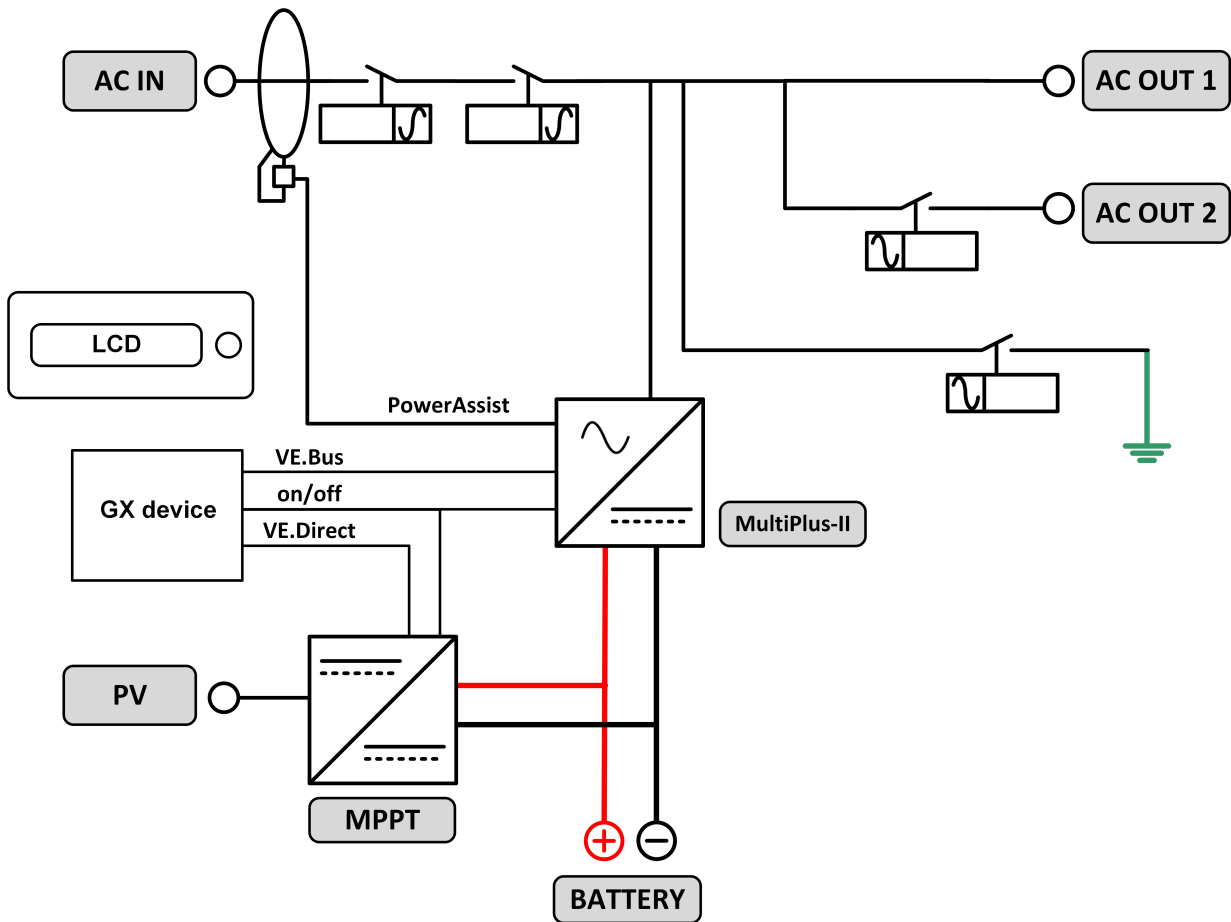 AC IN
AC OUT 1
AC OUT 2
LCD
PowerAssist
VE.Bus
on/off
GX device
VE.Direct
MultiPlus-II
PV
MPPT
BATTERY